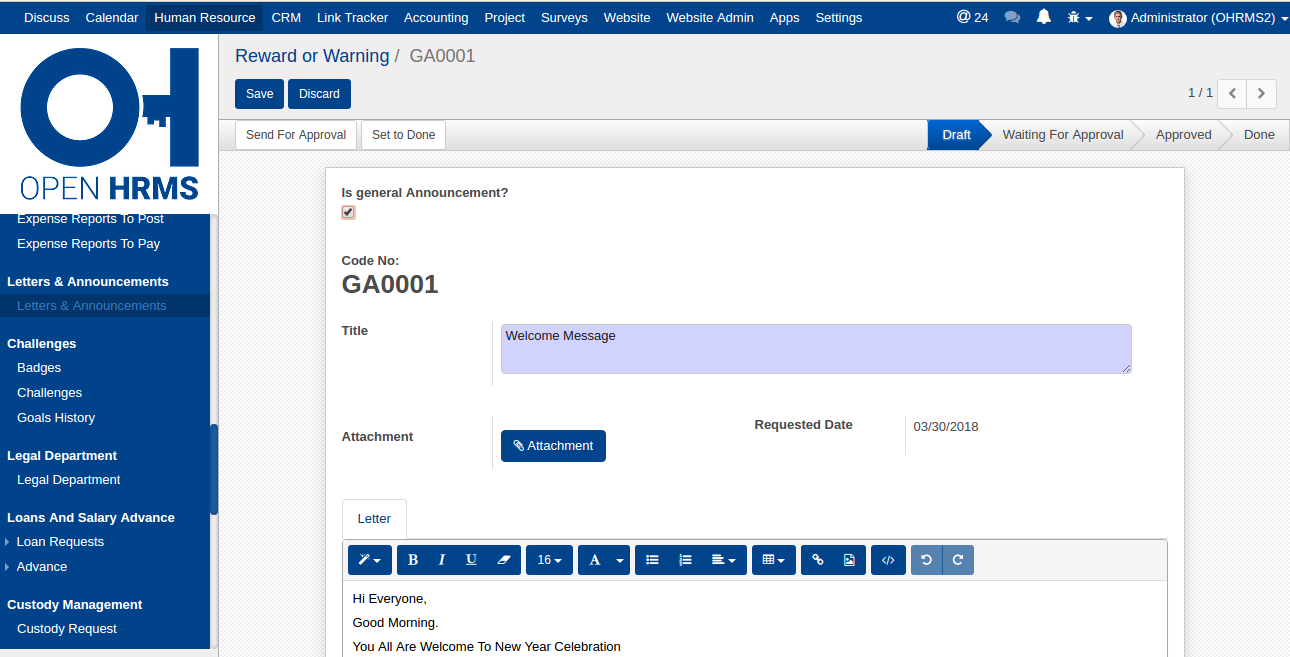 Discuss Calendar Human Resource CRM Link Tracker Accounting Project Surveys Website Website Admin Apps Settings @ 24 Administrator (OHRMS2)
OPEN HRMS
Expense Reports To Post
Expense Reports To Pay
Letters & Announcements
Letters & Announcements
Challenges
Badges
Challenges
Goals History
Legal Department
Legal Department
Loans And Salary Advance
Loan Requests
Advance
Custody Management
Custody Request
Reward or Warning / GA0001
Save Discard
1 / 1
Send For Approval Set to Done
Draft Waiting For Approval Approved Done
Is general Announcement?
Code No:
GA0001
Title
Welcome Message
Attachment
Attachment
Requested Date
03/30/2018
Letter
B I U 16 A </>
Hi Everyone,
Good Morning.
You All Are Welcome To New Year Celebration